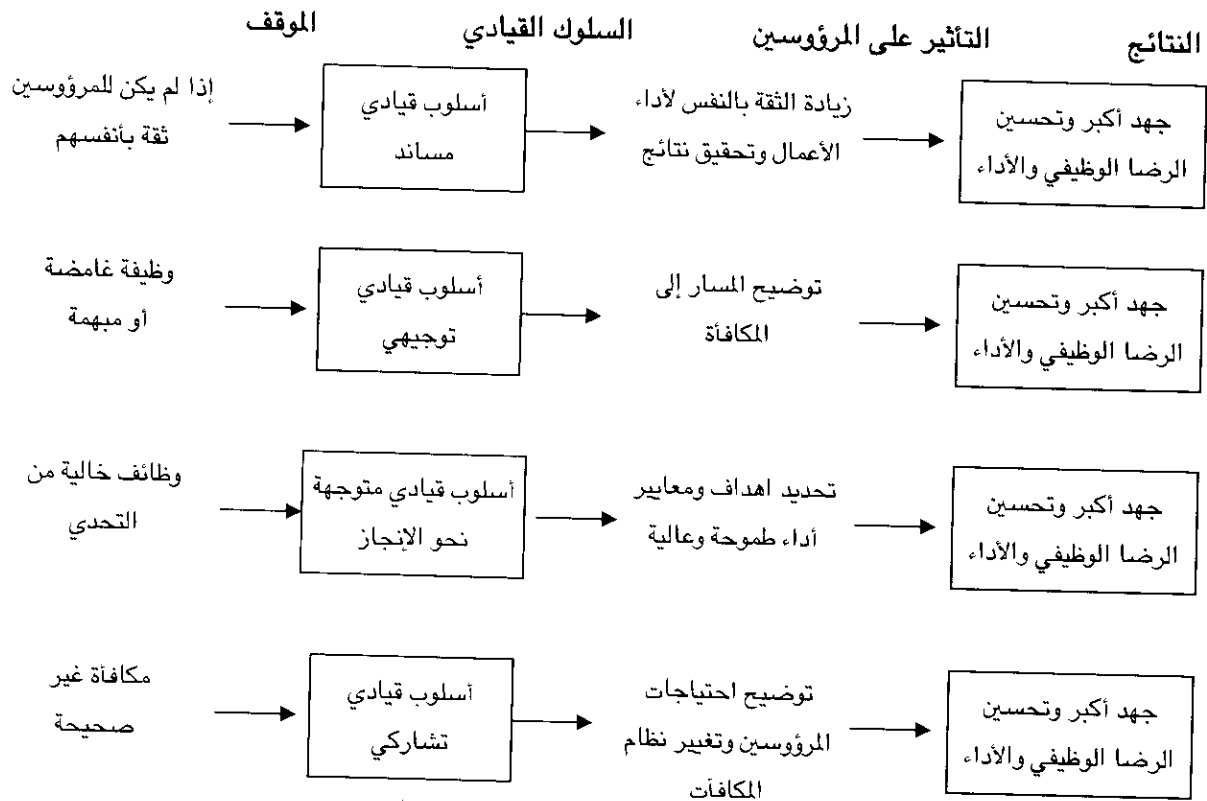 الموقف
السلوك القيادي
التأثير على المرؤوسين
النتائج
إذا لم يكن للمرؤوسين
ثقة بأنفسهم
أسلوب قيادي
مساند
زيادة الثقة بالنفس لأداء
الأعمال وتحقيق نتائج
جهد أكبر وتحسين
الرضا الوظيفي والأداء
وظيفة غامضة
أو مبهمة
أسلوب قيادي
توجيهي
توضيح المسار إلى
المكافأة
جهد أكبر وتحسين
الرضا الوظيفي والأداء
وظائف خالية من
التحدي
أسلوب قيادي متوجهة
نحو الإنجاز
تحديد اهداف ومعايير
أداء طموحة وعالية
جهد أكبر وتحسين
الرضا الوظيفي والأداء
مكافأة غير
صحيحة
أسلوب قيادي
تشاركي
توضيح احتياجات
المرؤوسين وتغيير نظام
المكافآت
جهد أكبر وتحسين
الرضا الوظيفي والأداء